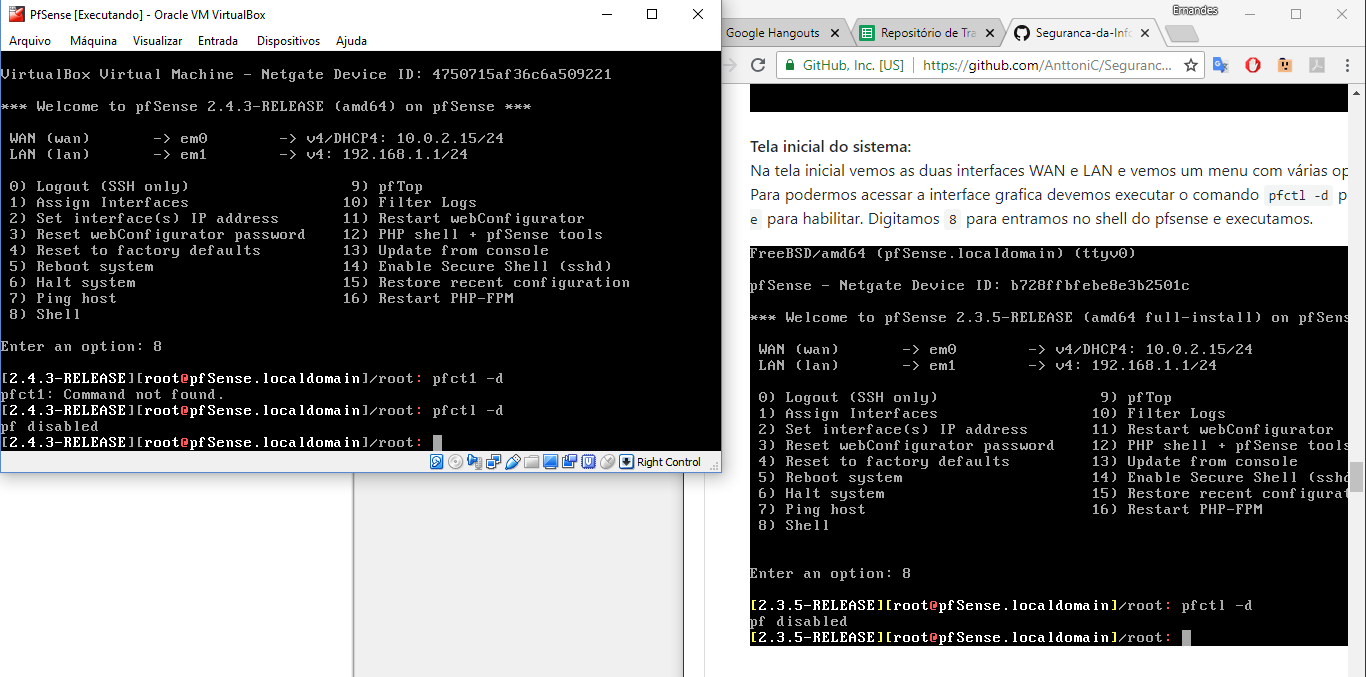 PfSense [Executando] - Oracle VM VirtualBox
Arquivo Máquina Visualizar Entrada Dispositivos Ajuda
VirtualBox Virtual Machine - Netgate Device ID: 4750715af36c6a509221
*** Welcome to pfSense 2.4.3-RELEASE (amd64) on pfSense ***
WAN (wan) -> em0 -> v4/DHCP4: 10.0.2.15/24
LAN (lan) -> em1 -> v4: 192.168.1.1/24
0) Logout (SSH only) 9) pfTop
1) Assign Interfaces 10) Filter Logs
2) Set interface(s) IP address 11) Restart webConfigurator
3) Reset webConfigurator password 12) PHP shell + pfSense tools
4) Reset to factory defaults 13) Update from console
5) Reboot system 14) Enable Secure Shell (sshd)
6) Halt system 15) Restore recent configuration
7) Ping host 16) Restart PHP-FPM
8) Shell
Enter an option: 8
[2.4.3-RELEASE][root@pfSense.localdomain]/root: pfct1 -d
pfct1: Command not found.
[2.4.3-RELEASE][root@pfSense.localdomain]/root: pfctl -d
pf disabled
[2.4.3-RELEASE][root@pfSense.localdomain]/root:
Right Control
Ernandes
Google Hangouts Repositório de Tra Seguranca-da-Info
GitHub, Inc. [US] https://github.com/AnttoniC/Seguranc...
Tela inicial do sistema:
Na tela inicial vemos as duas interfaces WAN e LAN e vemos um menu com várias op
Para podermos acessar a interface grafica devemos executar o comando pfctl -d p
e para habilitar. Digitamos 8 para entramos no shell do pfsense e executamos.
FreeBSD/amd64 (pfSense.localdomain) (ttyv0)
pfSense - Netgate Device ID: b728ffbfebe8e3b2501c
*** Welcome to pfSense 2.3.5-RELEASE (amd64 full-install) on pfSens
WAN (wan) -> em0 -> v4/DHCP4: 10.0.2.15/24
LAN (lan) -> em1 -> v4: 192.168.1.1/24
0) Logout (SSH only) 9) pfTop
1) Assign Interfaces 10) Filter Logs
2) Set interface(s) IP address 11) Restart webConfigurator
3) Reset webConfigurator password 12) PHP shell + pfSense tools
4) Reset to factory defaults 13) Update from console
5) Reboot system 14) Enable Secure Shell (sshd
6) Halt system 15) Restore recent configurat
7) Ping host 16) Restart PHP-FPM
8) Shell
Enter an option: 8
[2.3.5-RELEASE][root@pfSense.localdomain]/root: pfctl -d
pf disabled
[2.3.5-RELEASE][root@pfSense.localdomain]/root: